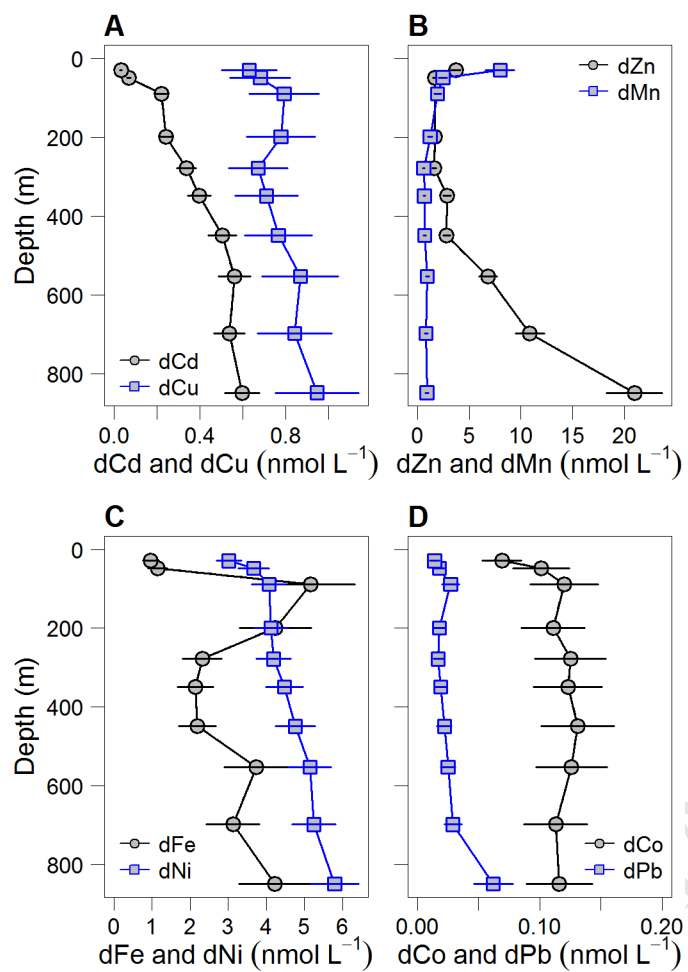 A
B
0
200
400
600
800
Depth (m)
dCd
dCu
dZn
dMn
0.0 0.4 0.8
0 5 10 15 20
dCd and dCu (nmol L⁻¹)
dZn and dMn (nmol L⁻¹)
C
D
0
200
400
600
800
Depth (m)
dFe
dNi
dCo
dPb
0 1 2 3 4 5 6
0.00 0.10 0.20
dFe and dNi (nmol L⁻¹)
dCo and dPb (nmol L⁻¹)